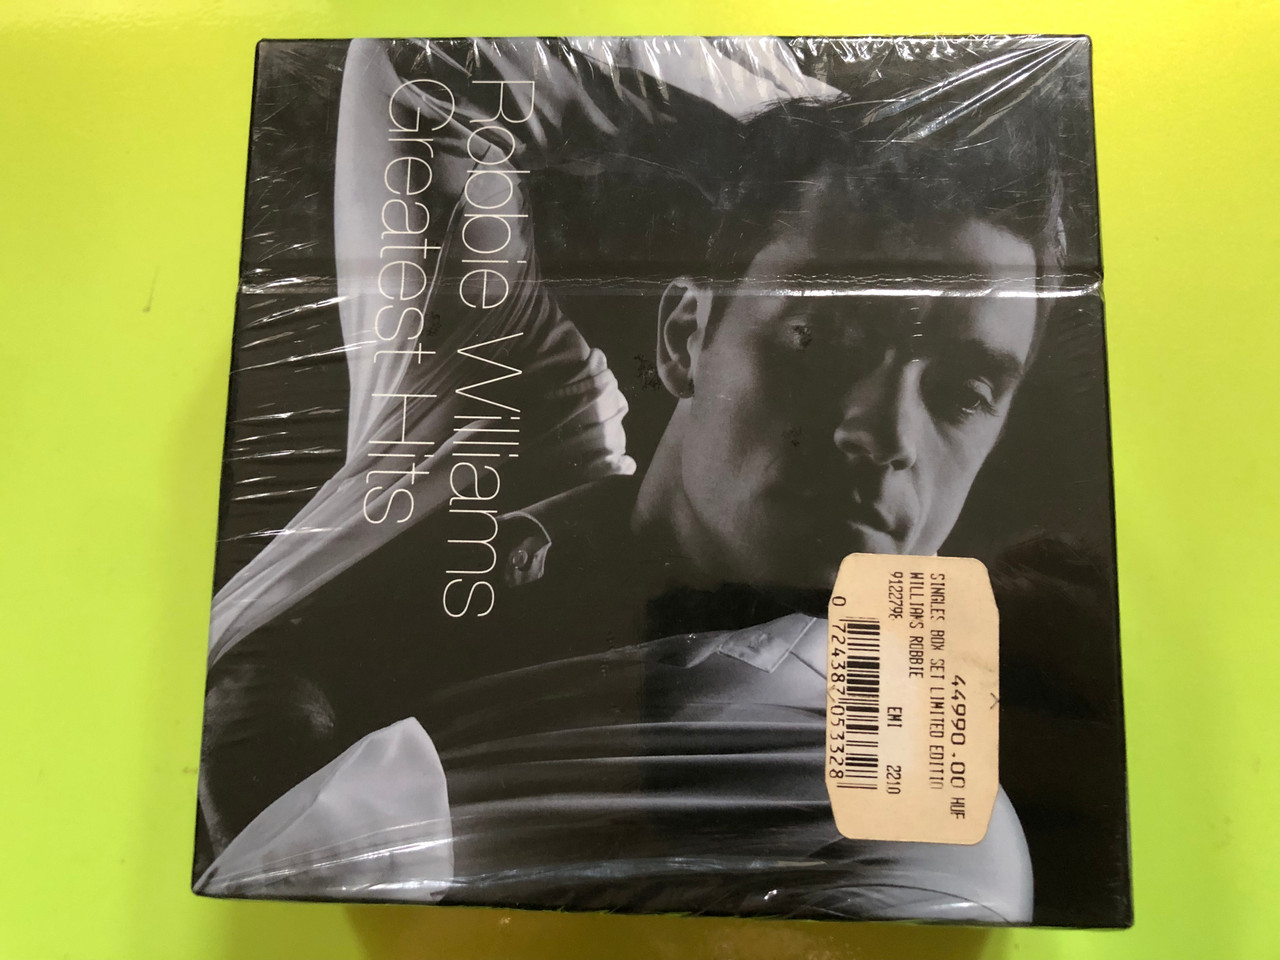 Robbie Williams
Greatest Hits
44990.00 HUF
SINGLES BOX SET LIMITED EDITIO
WILLIAMS ROBBIE
9122798 EMI 2210
0 724387 053328